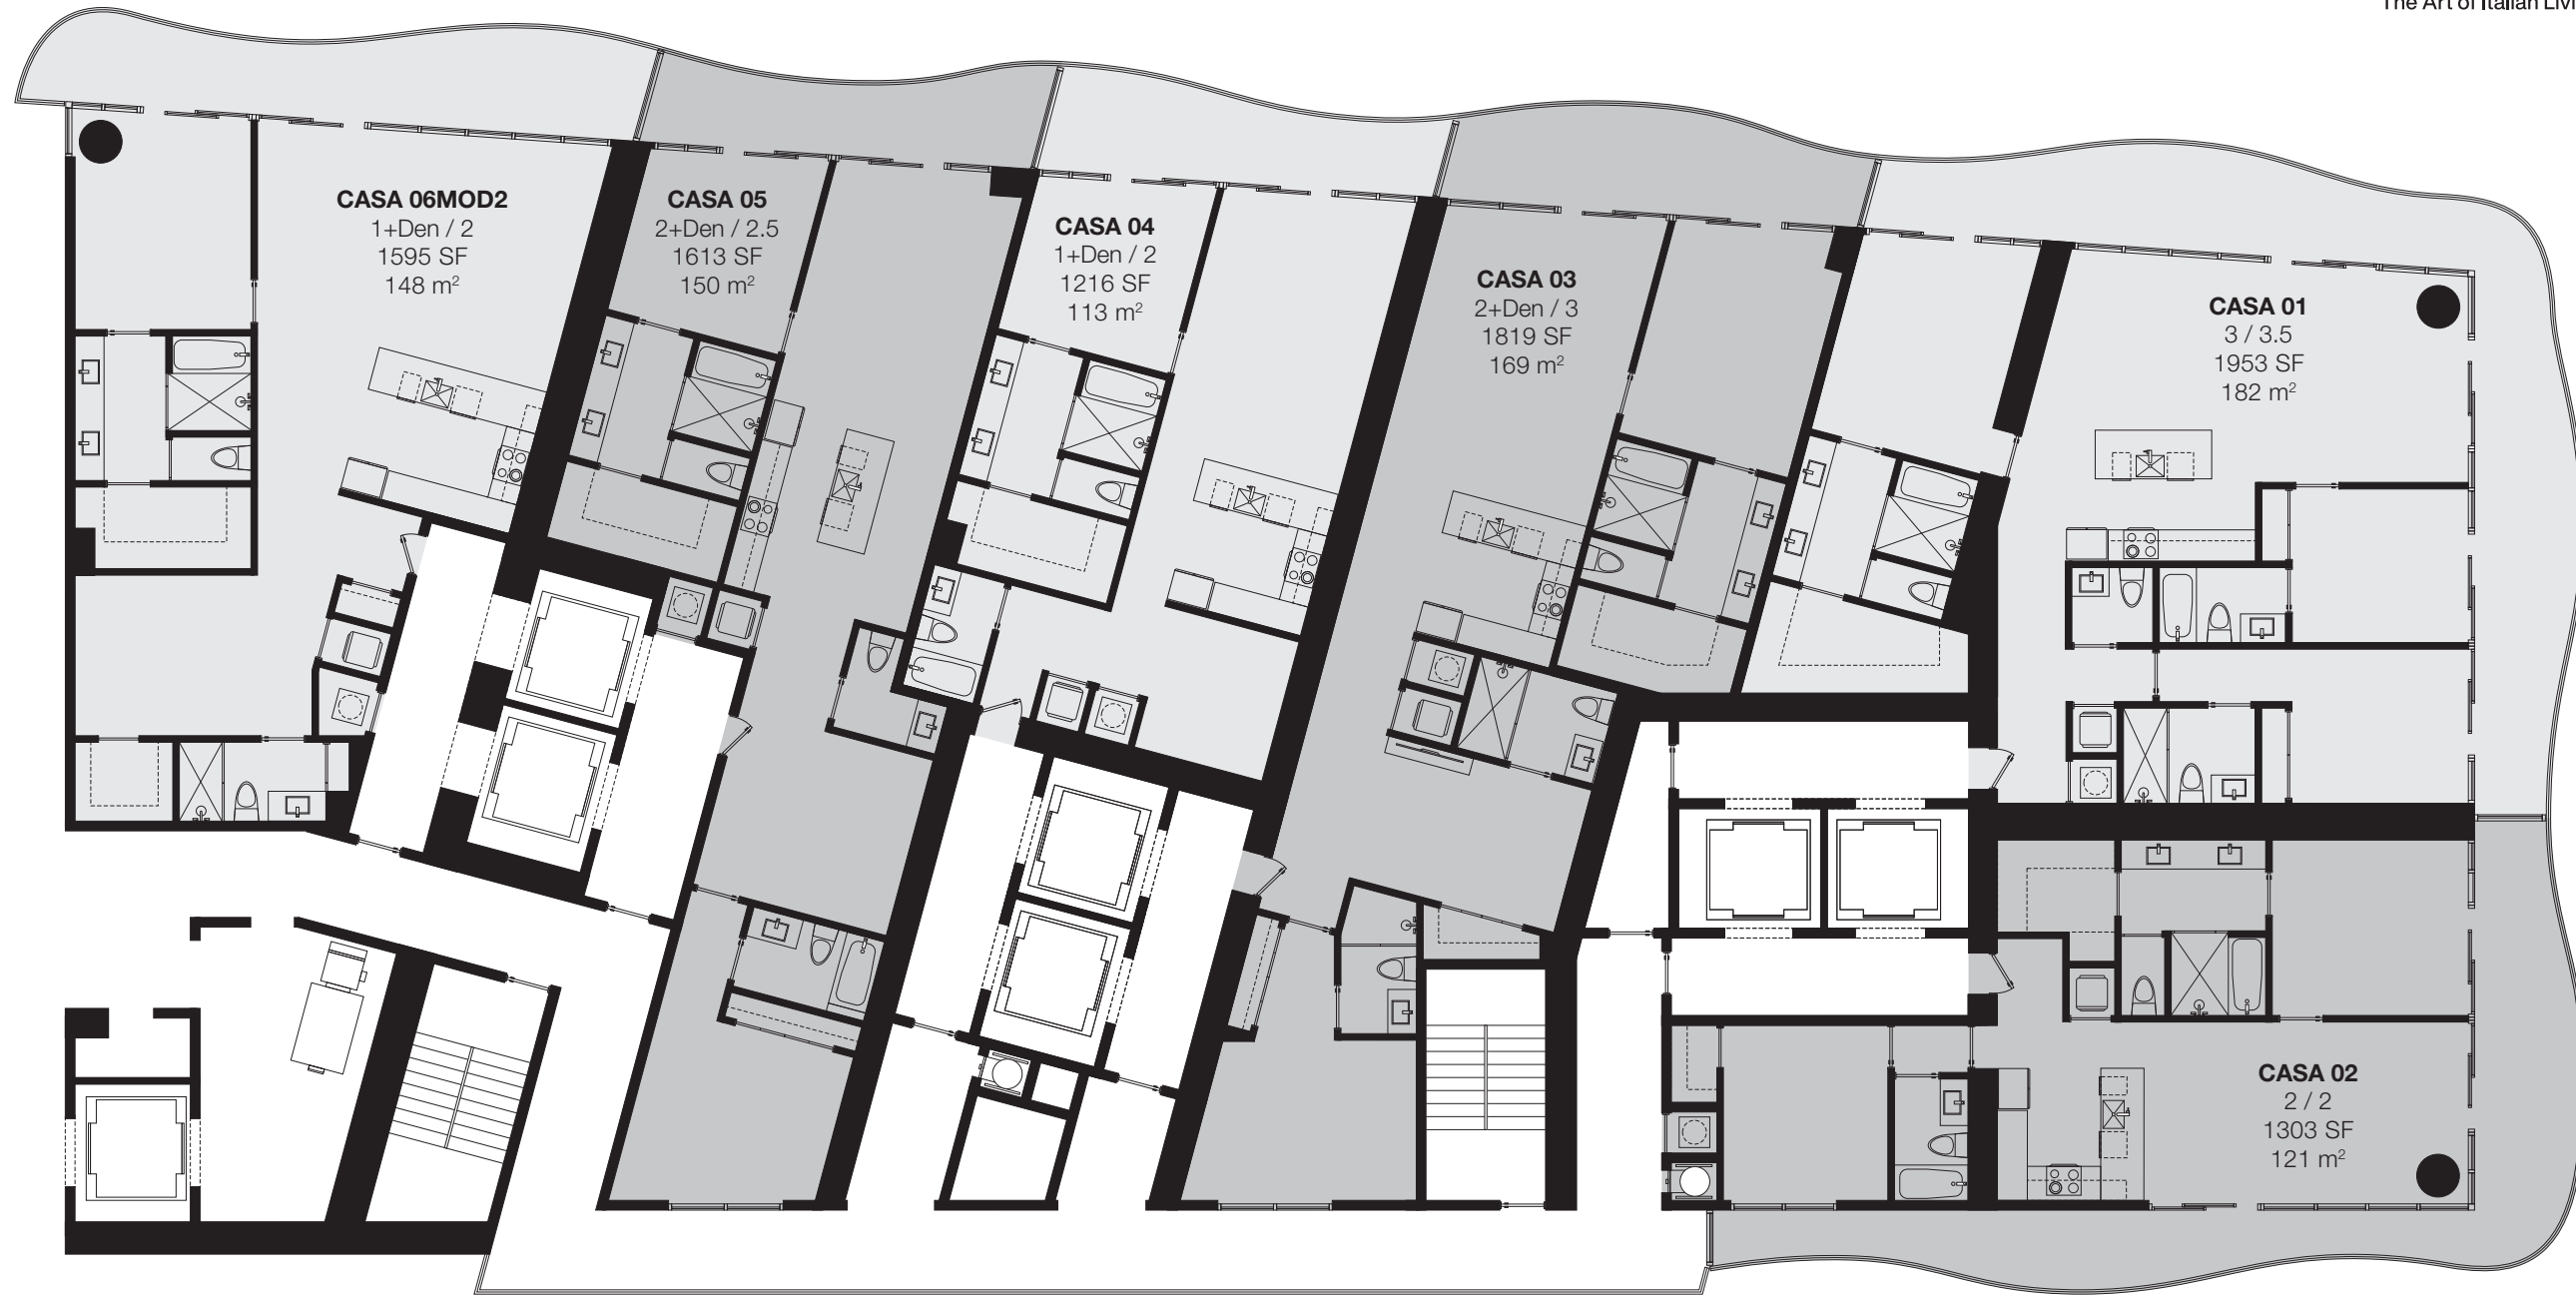 The Art of Italian Livi
CASA 06MOD2
1+Den / 2
1595 SF
148 m²
CASA 05
2+Den / 2.5
1613 SF
150 m²
CASA 04
1+Den / 2
1216 SF
113 m²
CASA 03
2+Den / 3
1819 SF
169 m²
CASA 01
3 / 3.5
1953 SF
182 m²
CASA 02
2 / 2
1303 SF
121 m²